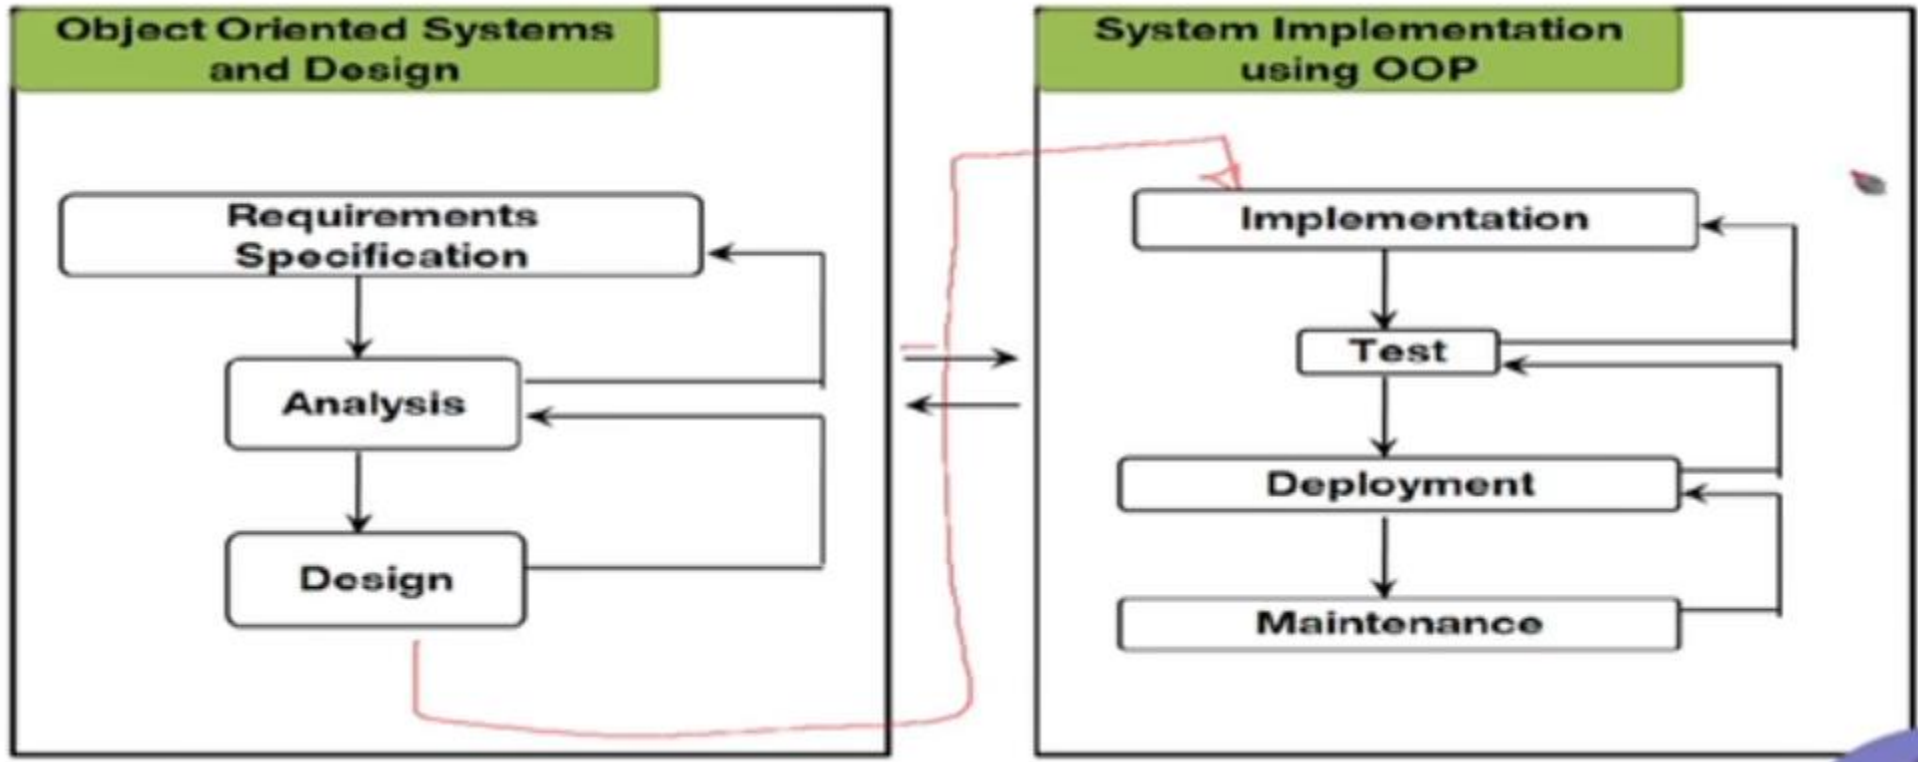 Object Oriented Systems
and Design
Requirements
Specification
Analysis
Design
System Implementation
using OOP
Implementation
Test
Deployment
Maintenance